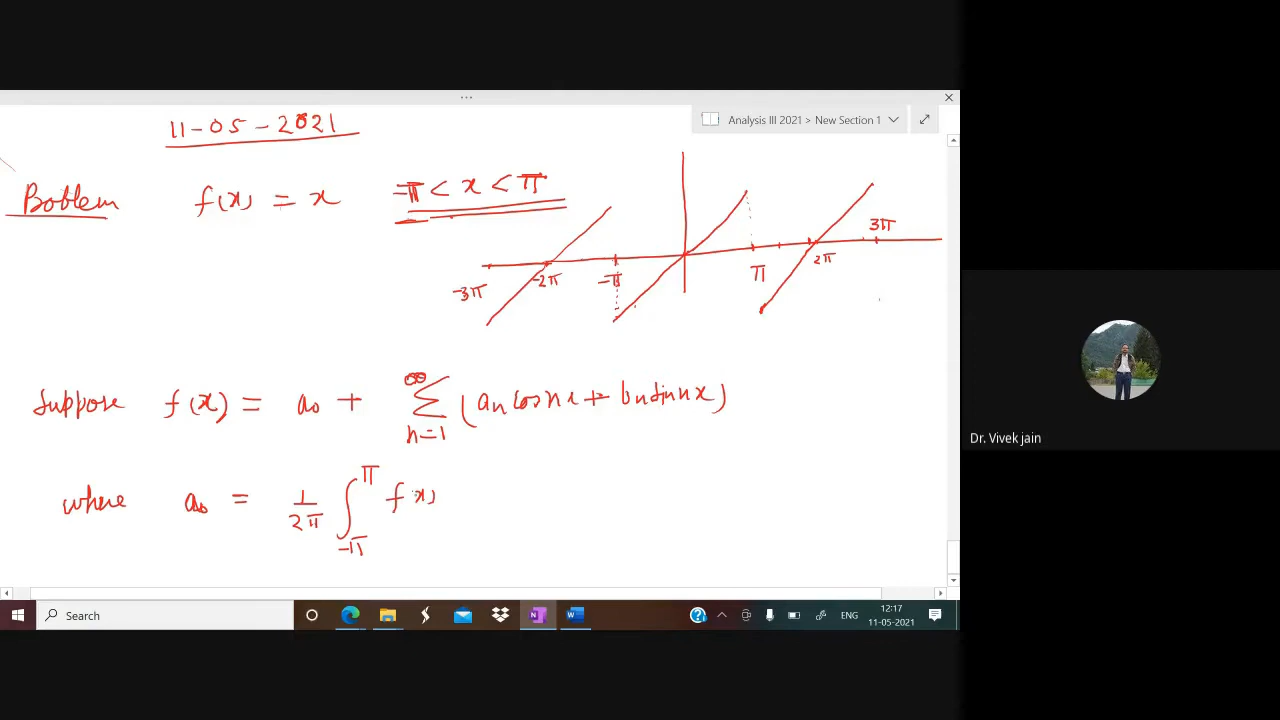 11-05-2021
Analysis III 2021 > New Section 1
Problem f(x) = x -π < x < π
-3π -2π -π π 2π 3π
Suppose f(x) = a₀ + ∑_{n=1}^{∞} (aₙ cos nx + bₙ sin nx)
where a₀ = 1/2π ∫_{-π}^{π} f(x)
Dr. Vivek jain
Search
ENG
12:17
11-05-2021